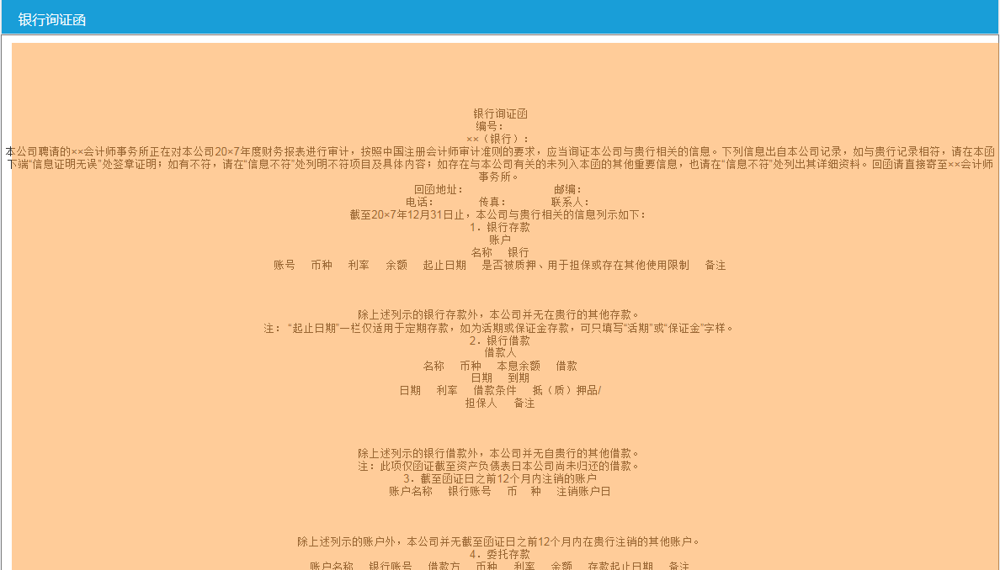 银行询证函
银行询证函
编号：
××（银行）：
本公司聘请的××会计师事务所正在对本公司20×7年度财务报表进行审计，按照中国注册会计师审计准则的要求，应当询证本公司与贵行相关的信息。下列信息出自本公司记录，如与贵行记录相符，请在本函
下端“信息证明无误”处签章证明；如有不符，请在“信息不符”处列明不符项目及具体内容；如存在与本公司有关的未列入本函的其他重要信息，也请在“信息不符”处列出其详细资料。回函请直接寄至××会计师
事务所。
回函地址： 邮编：
电话： 传真： 联系人：
截至20×7年12月31日止，本公司与贵行相关的信息列示如下：
1．银行存款
账户
名称 银行
账号 币种 利率 余额 起止日期 是否被质押、用于担保或存在其他使用限制 备注
除上述列示的银行存款外，本公司并无在贵行的其他存款。
注：“起止日期”一栏仅适用于定期存款，如为活期或保证金存款，可只填写“活期”或“保证金”字样。
2．银行借款
借款人
名称 币种 本息余额 借款
日期 到期
日期 利率 借款条件 抵（质）押品/
担保人 备注
除上述列示的银行借款外，本公司并无自贵行的其他借款。
注：此项仅函证截至资产负债表日本公司尚未归还的借款。
3．截至函证日之前12个月内注销的账户
账户名称 银行账号 币 种 注销账户日
除上述列示的账户外，本公司并无截至函证日之前12个月内在贵行注销的其他账户。
4．委托存款
账户名称 银行账号 借款方 币种 利率 余额 存款起止日期 备注